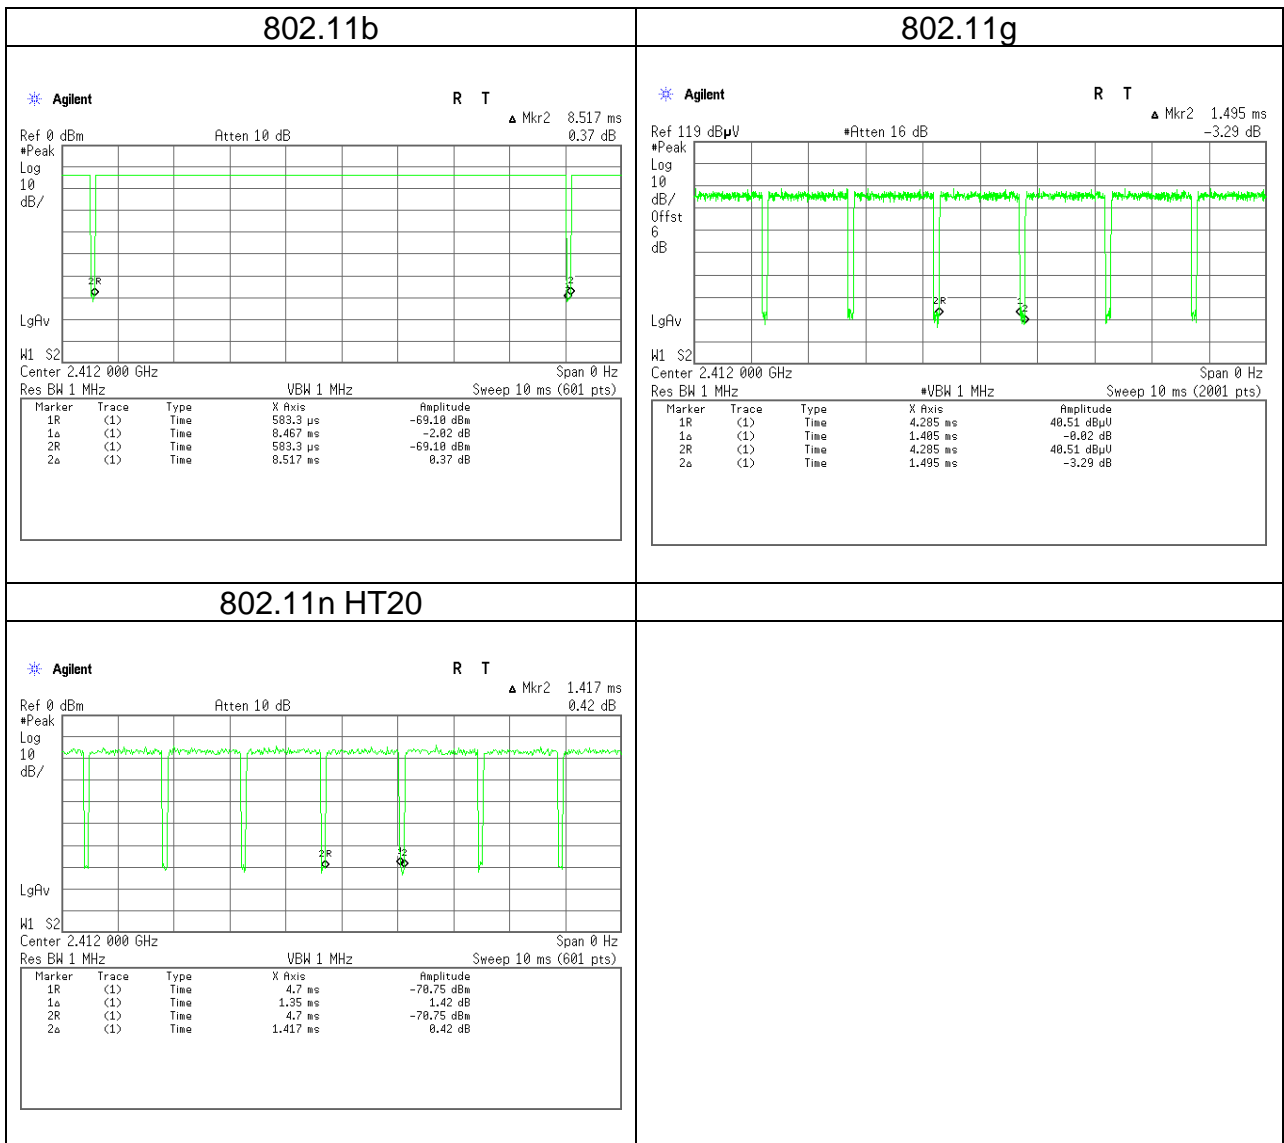 802.11b
Agilent
R T
Δ Mkr2 8.517 ms
Ref 0 dBm Atten 10 dB 0.37 dB
#Peak
Log
10
dB/
2R
2
LgAv
W1 S2
Center 2.412 000 GHz Span 0 Hz
Res BW 1 MHz VBW 1 MHz Sweep 10 ms (601 pts)
Marker Trace Type X Axis Amplitude
1R (1) Time 583.3 µs -69.10 dBm
1Δ (1) Time 8.467 ms -2.02 dB
2R (1) Time 583.3 µs -69.10 dBm
2Δ (1) Time 8.517 ms 0.37 dB
802.11g
Agilent
R T
Δ Mkr2 1.495 ms
Ref 119 dBµV #Atten 16 dB -3.29 dB
#Peak
Log
10
dB/
Offst
6
dB
2R
1
2
LgAv
W1 S2
Center 2.412 000 GHz Span 0 Hz
Res BW 1 MHz #VBW 1 MHz Sweep 10 ms (2001 pts)
Marker Trace Type X Axis Amplitude
1R (1) Time 4.285 ms 40.51 dBµV
1Δ (1) Time 1.405 ms -0.02 dB
2R (1) Time 4.285 ms 40.51 dBµV
2Δ (1) Time 1.495 ms -3.29 dB
802.11n HT20
Agilent
R T
Δ Mkr2 1.417 ms
Ref 0 dBm Atten 10 dB 0.42 dB
#Peak
Log
10
dB/
2R
2
LgAv
W1 S2
Center 2.412 000 GHz Span 0 Hz
Res BW 1 MHz VBW 1 MHz Sweep 10 ms (601 pts)
Marker Trace Type X Axis Amplitude
1R (1) Time 4.7 ms -70.75 dBm
1Δ (1) Time 1.35 ms 1.42 dB
2R (1) Time 4.7 ms -70.75 dBm
2Δ (1) Time 1.417 ms 0.42 dB